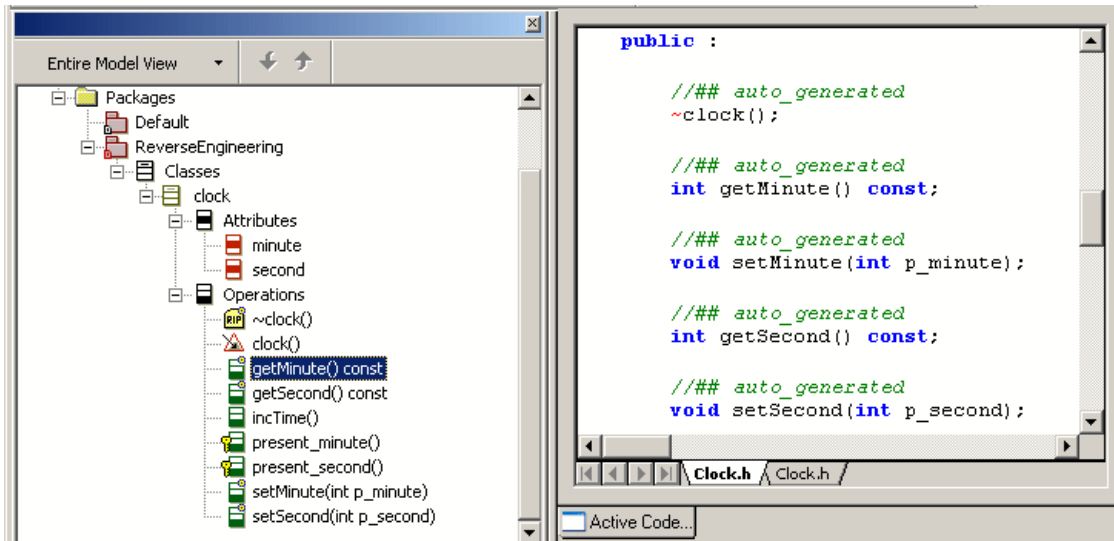 Entire Model View
Packages
Default
ReverseEngineering
Classes
clock
Attributes
minute
second
Operations
RIP ~clock()
clock()
getMinute() const
getSecond() const
incTime()
present_minute()
present_second()
setMinute(int p_minute)
setSecond(int p_second)
public :
//## auto_generated
~clock();
//## auto_generated
int getMinute() const;
//## auto_generated
void setMinute(int p_minute);
//## auto_generated
int getSecond() const;
//## auto_generated
void setSecond(int p_second);
Clock.h Clock.h
Active Code...